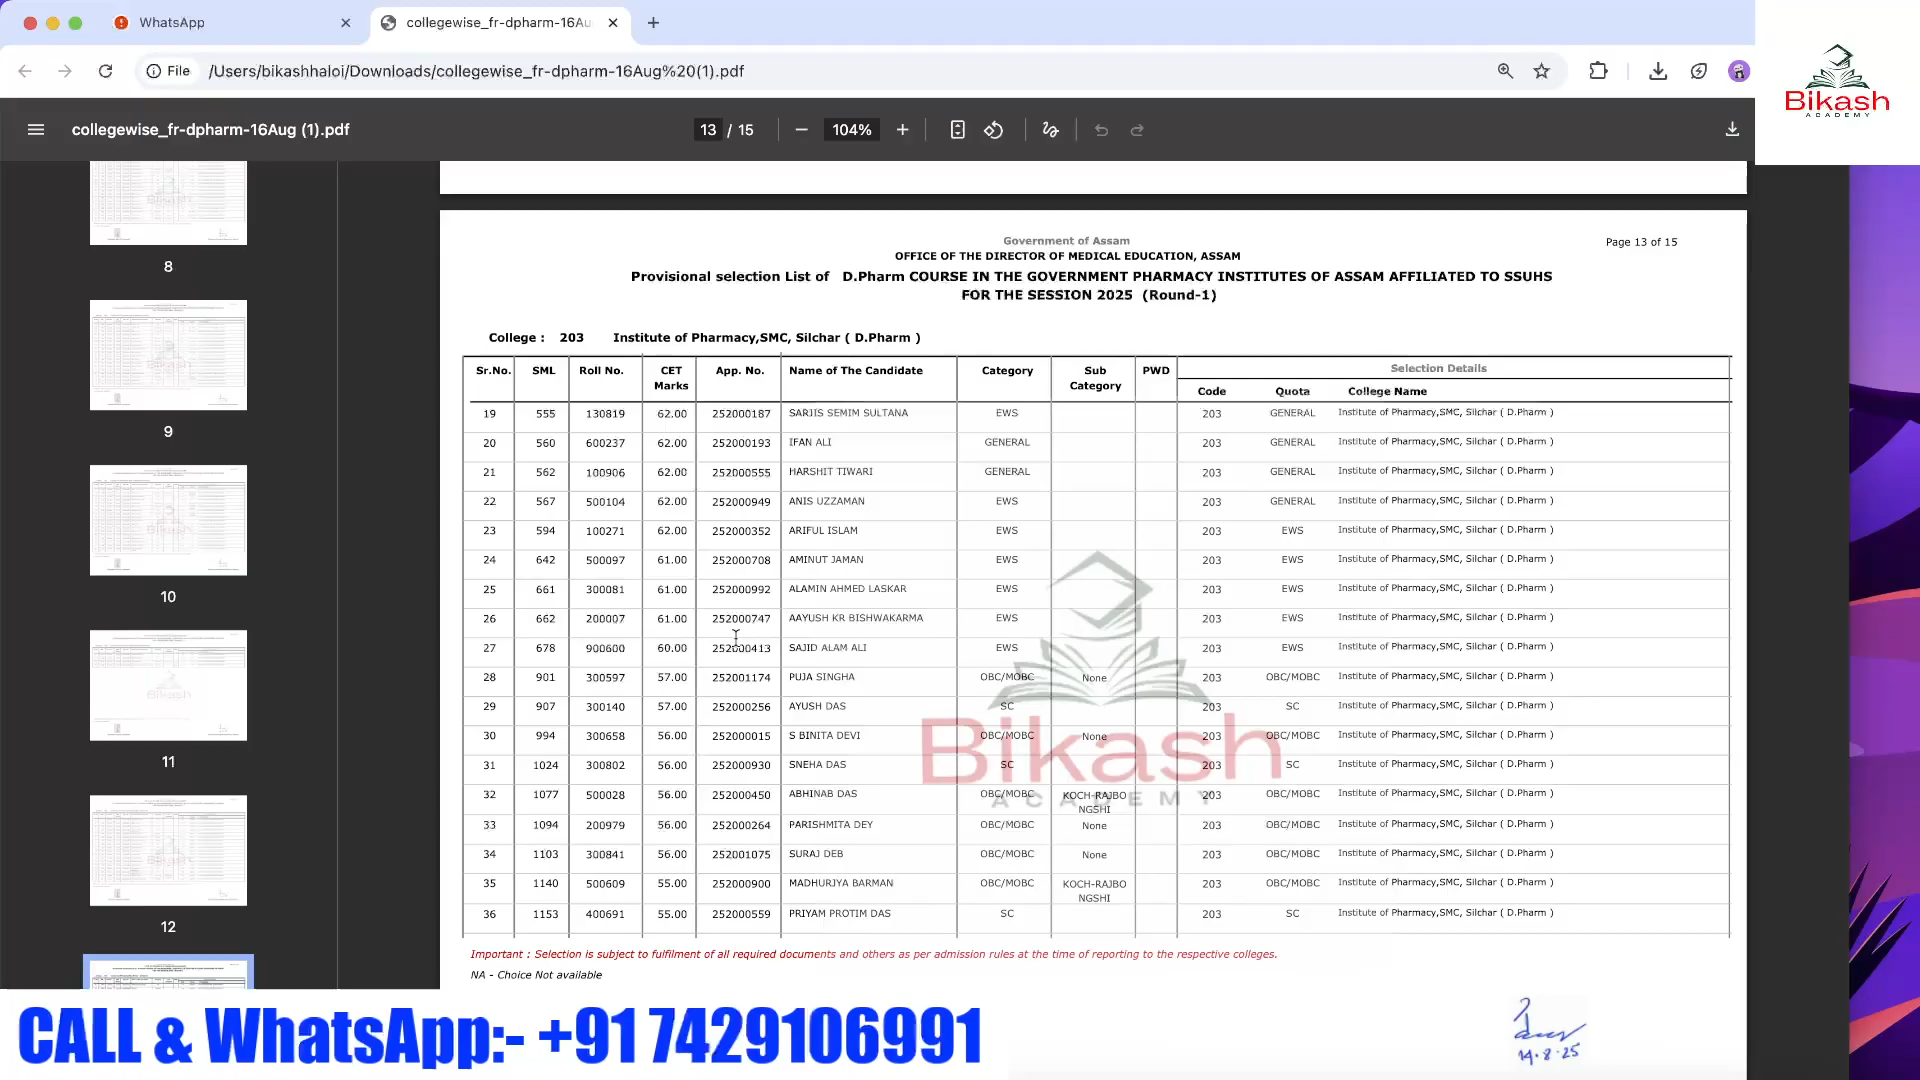 WhatsApp
collegewise_fr-dpharm-16Au
File /Users/bikashhaloi/Downloads/collegewise_fr-dpharm-16Aug%20(1).pdf
Bikash
ACADEMY
collegewise_fr-dpharm-16Aug (1).pdf
13 / 15
104%
8
9
10
11
12
Government of Assam
Page 13 of 15
OFFICE OF THE DIRECTOR OF MEDICAL EDUCATION, ASSAM
Provisional selection List of D.Pharm COURSE IN THE GOVERNMENT PHARMACY INSTITUTES OF ASSAM AFFILIATED TO SSUHS
FOR THE SESSION 2025 (Round-1)
College : 203 Institute of Pharmacy,SMC, Silchar ( D.Pharm )
Sr.No. SML Roll No. CET Marks App. No. Name of The Candidate Category Sub Category PWD Selection Details
Code Quota College Name
19 555 130819 62.00 252000187 SARJIS SEMIM SULTANA EWS 203 GENERAL Institute of Pharmacy,SMC, Silchar ( D.Pharm )
20 560 600237 62.00 252000193 IFAN ALI GENERAL 203 GENERAL Institute of Pharmacy,SMC, Silchar ( D.Pharm )
21 562 100906 62.00 252000555 HARSHIT TIWARI GENERAL 203 GENERAL Institute of Pharmacy,SMC, Silchar ( D.Pharm )
22 567 500104 62.00 252000949 ANIS UZZAMAN EWS 203 GENERAL Institute of Pharmacy,SMC, Silchar ( D.Pharm )
23 594 100271 62.00 252000352 ARIFUL ISLAM EWS 203 EWS Institute of Pharmacy,SMC, Silchar ( D.Pharm )
24 642 500097 61.00 252000708 AMINUT JAMAN EWS 203 EWS Institute of Pharmacy,SMC, Silchar ( D.Pharm )
25 661 300081 61.00 252000992 ALAMIN AHMED LASKAR EWS 203 EWS Institute of Pharmacy,SMC, Silchar ( D.Pharm )
26 662 200007 61.00 252000747 AAYUSH KR BISHWAKARMA EWS 203 EWS Institute of Pharmacy,SMC, Silchar ( D.Pharm )
27 678 900600 60.00 252000413 SAJID ALAM ALI EWS 203 EWS Institute of Pharmacy,SMC, Silchar ( D.Pharm )
28 901 300597 57.00 252001174 PUJA SINGHA OBC/MOBC None 203 OBC/MOBC Institute of Pharmacy,SMC, Silchar ( D.Pharm )
29 907 300140 57.00 252000256 AYUSH DAS SC 203 SC Institute of Pharmacy,SMC, Silchar ( D.Pharm )
30 994 300658 56.00 252000015 S BINITA DEVI OBC/MOBC None 203 OBC/MOBC Institute of Pharmacy,SMC, Silchar ( D.Pharm )
31 1024 300802 56.00 252000930 SNEHA DAS SC 203 SC Institute of Pharmacy,SMC, Silchar ( D.Pharm )
32 1077 500028 56.00 252000450 ABHINAB DAS OBC/MOBC KOCH-RAJBONGSHI 203 OBC/MOBC Institute of Pharmacy,SMC, Silchar ( D.Pharm )
33 1094 200979 56.00 252000264 PARISHMITA DEY OBC/MOBC None 203 OBC/MOBC Institute of Pharmacy,SMC, Silchar ( D.Pharm )
34 1103 300841 56.00 252001075 SURAJ DEB OBC/MOBC None 203 OBC/MOBC Institute of Pharmacy,SMC, Silchar ( D.Pharm )
35 1140 500609 55.00 252000900 MADHURJYA BARMAN OBC/MOBC KOCH-RAJBONGSHI 203 OBC/MOBC Institute of Pharmacy,SMC, Silchar ( D.Pharm )
36 1153 400691 55.00 252000559 PRIYAM PROTIM DAS SC 203 SC Institute of Pharmacy,SMC, Silchar ( D.Pharm )
Bikash
ACADEMY
Important : Selection is subject to fulfilment of all required documents and others as per admission rules at the time of reporting to the respective colleges.
NA - Choice Not available
14.8.25
CALL & WhatsApp:- +91 7429106991